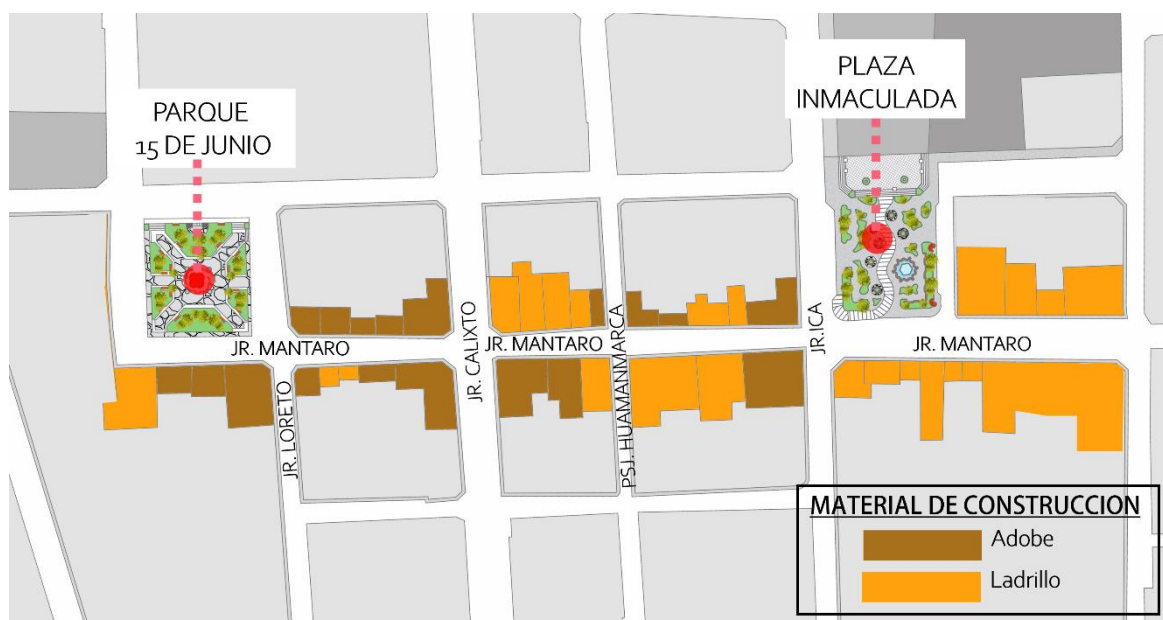 PARQUE
15 DE JUNIO
PLAZA
INMACULADA
JR. MANTARO
JR. MANTARO
JR. MANTARO
JR. LORETO
JR. CALIXTO
PSJ. HUAMANMARCA
JR.ICA
MATERIAL DE CONSTRUCCION
Adobe
Ladrillo